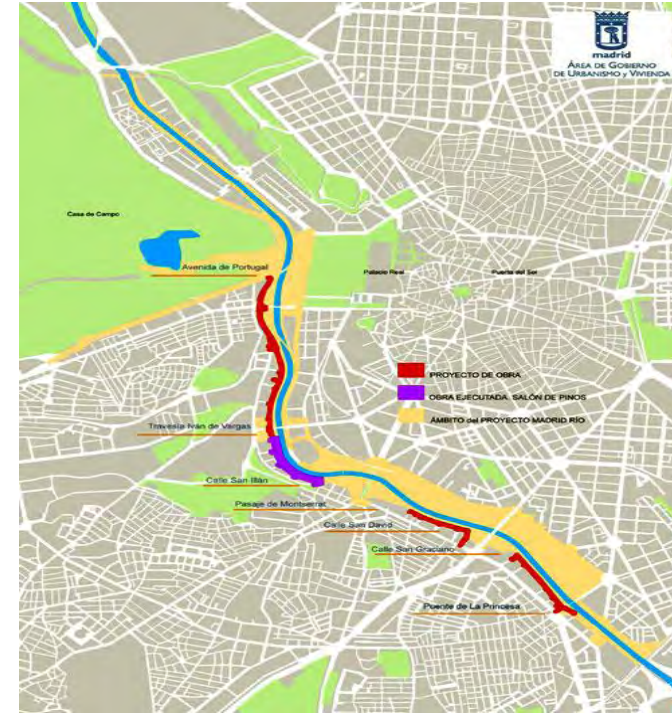 madrid
ÁREA DE GOBIERNO
DE URBANISMO y VIVIENDA
Casa de Campo
Avenida de Portugal
Palacio Real
Puerta del Sol
PROYECTO DE OBRA
OBRA EJECUTADA. SALÓN DE PINOS
ÁMBITO del PROYECTO MADRID RÍO
Travesía Iván de Vargas
Calle San Illán
Pasaje de Montserrat
Calle San David
Calle San Graciano
Puente de La Princesa